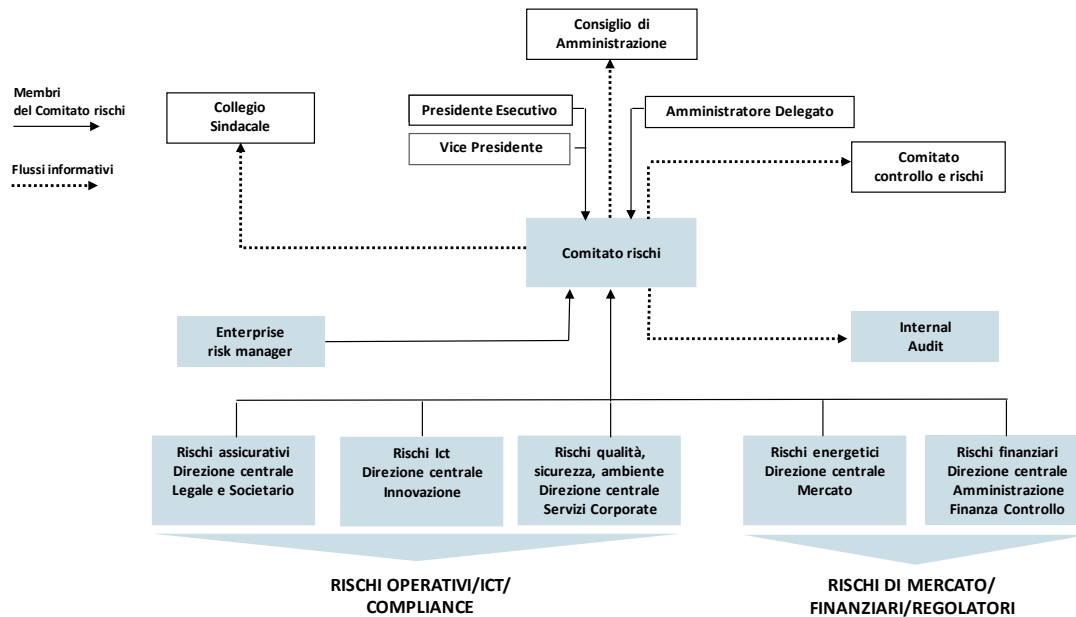 Consiglio di
Amministrazione
Membri
del Comitato rischi
Collegio
Sindacale
Presidente Esecutivo
Amministratore Delegato
Vice Presidente
Flussi informativi
Comitato
controllo e rischi
Comitato rischi
Enterprise
risk manager
Internal
Audit
Rischi assicurativi
Direzione centrale
Legale e Societario
Rischi Ict
Direzione centrale
Innovazione
Rischi qualità,
sicurezza, ambiente
Direzione centrale
Servizi Corporate
Rischi energetici
Direzione centrale
Mercato
Rischi finanziari
Direzione centrale
Amministrazione
Finanza Controllo
RISCHI OPERATIVI/ICT/
COMPLIANCE
RISCHI DI MERCATO/
FINANZIARI/REGOLATORI